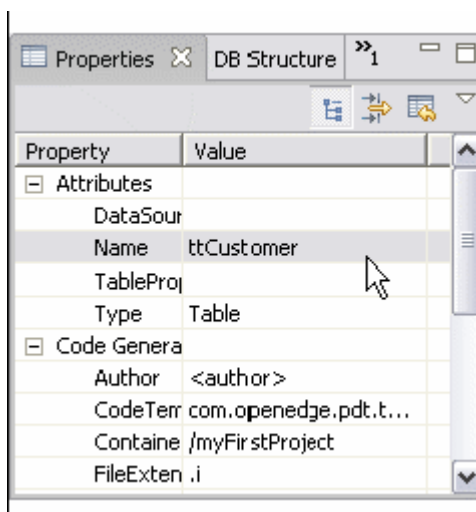 Properties DB Structure »1
Property Value
Attributes
DataSour
Name ttCustomer
TablePro
Type Table
Code Genera
Author <author>
CodeTem com.openedge.pdt.t...
Containe /myFirstProject
FileExten .i